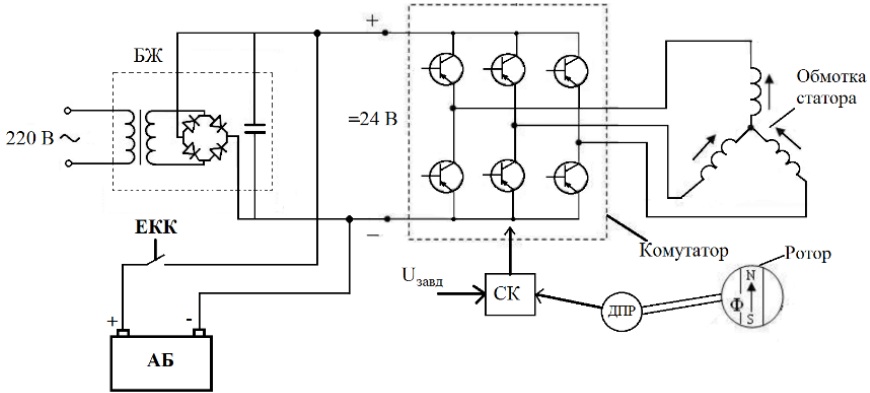 +
БЖ
Обмотка
статора
220 В ~
=24 В
ЕКК
−
Комутатор
Ротор
Uзавд
СК
ДПР
N
Ф
S
+
-
АБ